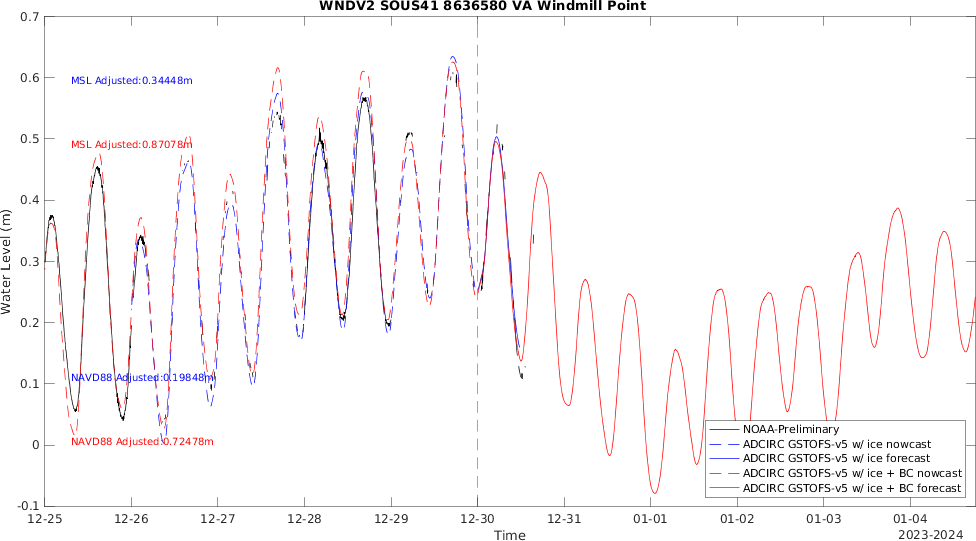 WNDV2 SOUS41 8636580 VA Windmill Point
0.7
0.6
0.5
0.4
0.3
0.2
0.1
0
-0.1
Water Level (m)
MSL Adjusted:0.34448m
MSL Adjusted:0.87078m
NAVD88 Adjusted:0.19848m
NAVD88 Adjusted:0.72478m
NOAA-Preliminary
ADCIRC GSTOFS-v5 w/ ice nowcast
ADCIRC GSTOFS-v5 w/ ice forecast
ADCIRC GSTOFS-v5 w/ ice + BC nowcast
ADCIRC GSTOFS-v5 w/ ice + BC forecast
12-25 12-26 12-27 12-28 12-29 12-30 12-31 01-01 01-02 01-03 01-04
Time
2023-2024